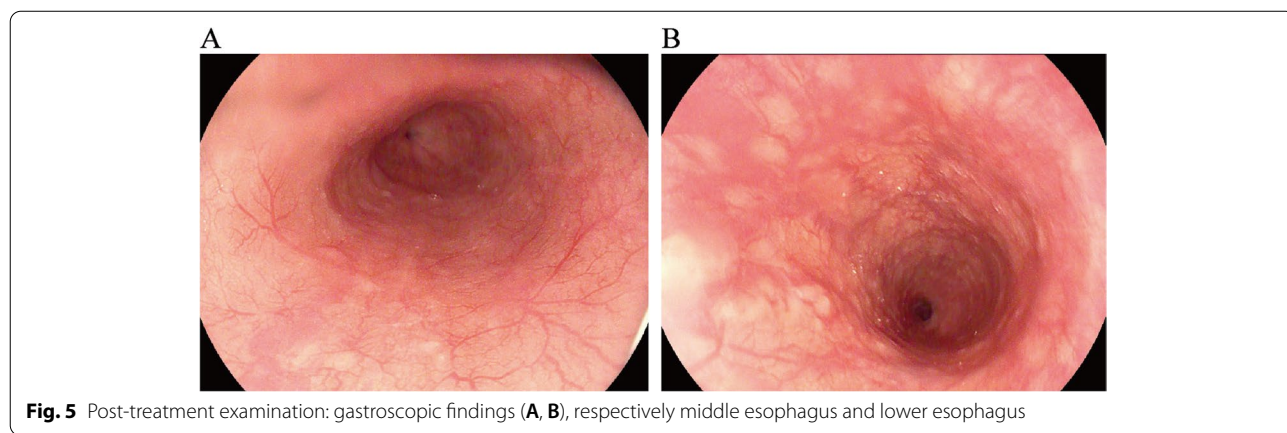 A
B
Fig. 5 Post-treatment examination: gastroscopic findings (A, B), respectively middle esophagus and lower esophagus